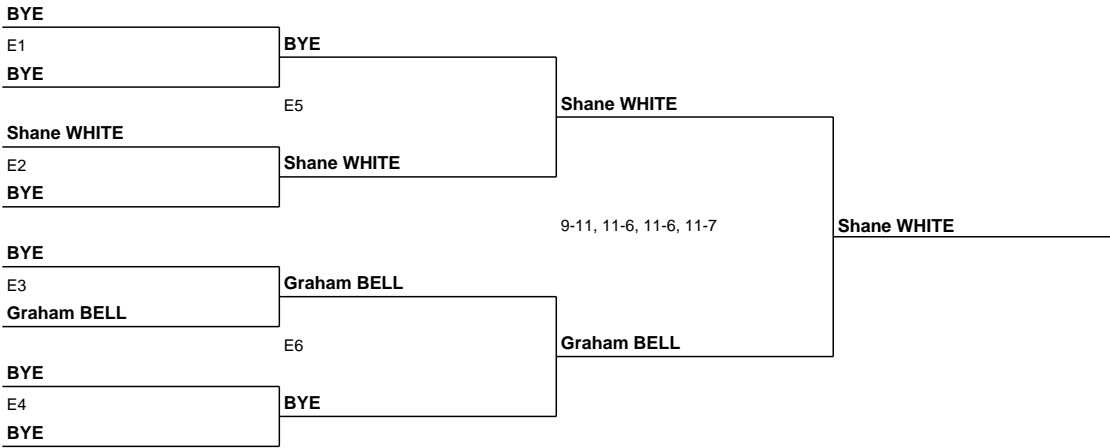 BYE
E1
BYE
BYE
E5
Shane WHITE
Shane WHITE
E2
Shane WHITE
BYE
9-11, 11-6, 11-6, 11-7
Shane WHITE
BYE
E3
Graham BELL
Graham BELL
E6
Graham BELL
BYE
E4
BYE
BYE